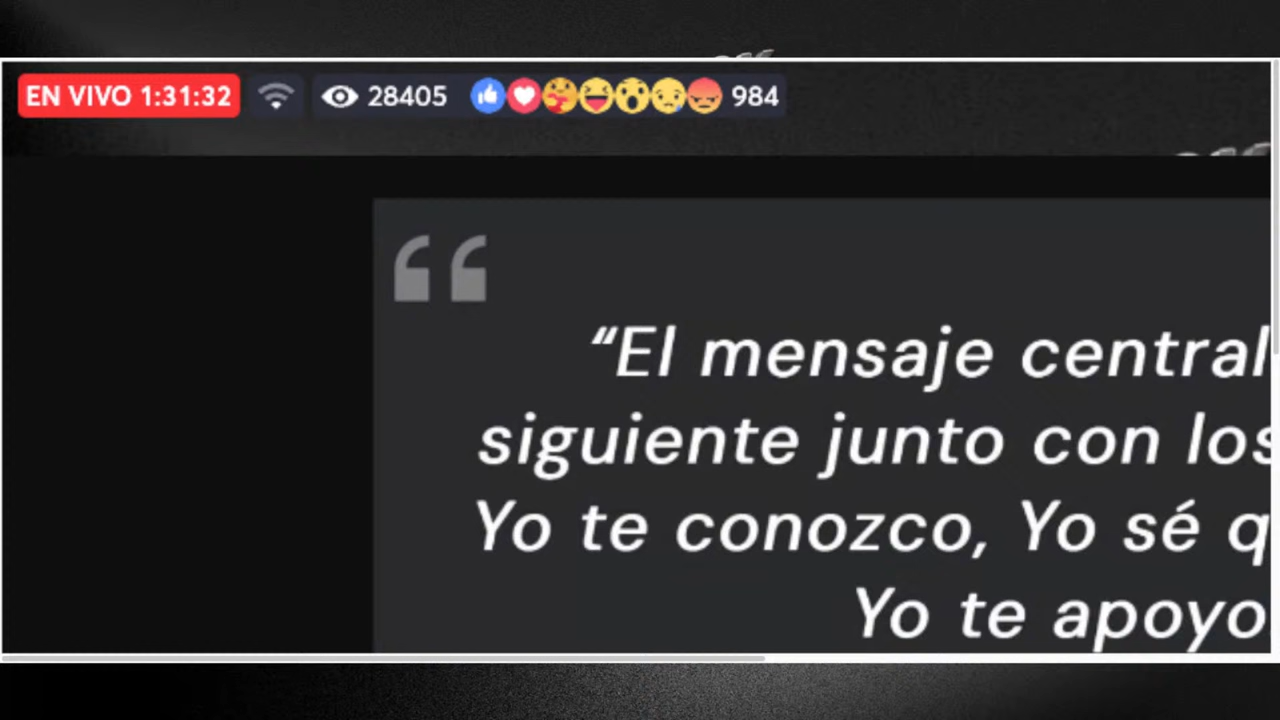 EN VIVO 1:31:32 28405 984
“El mensaje central
siguiente junto con los
Yo te conozco, Yo sé q
Yo te apoyo